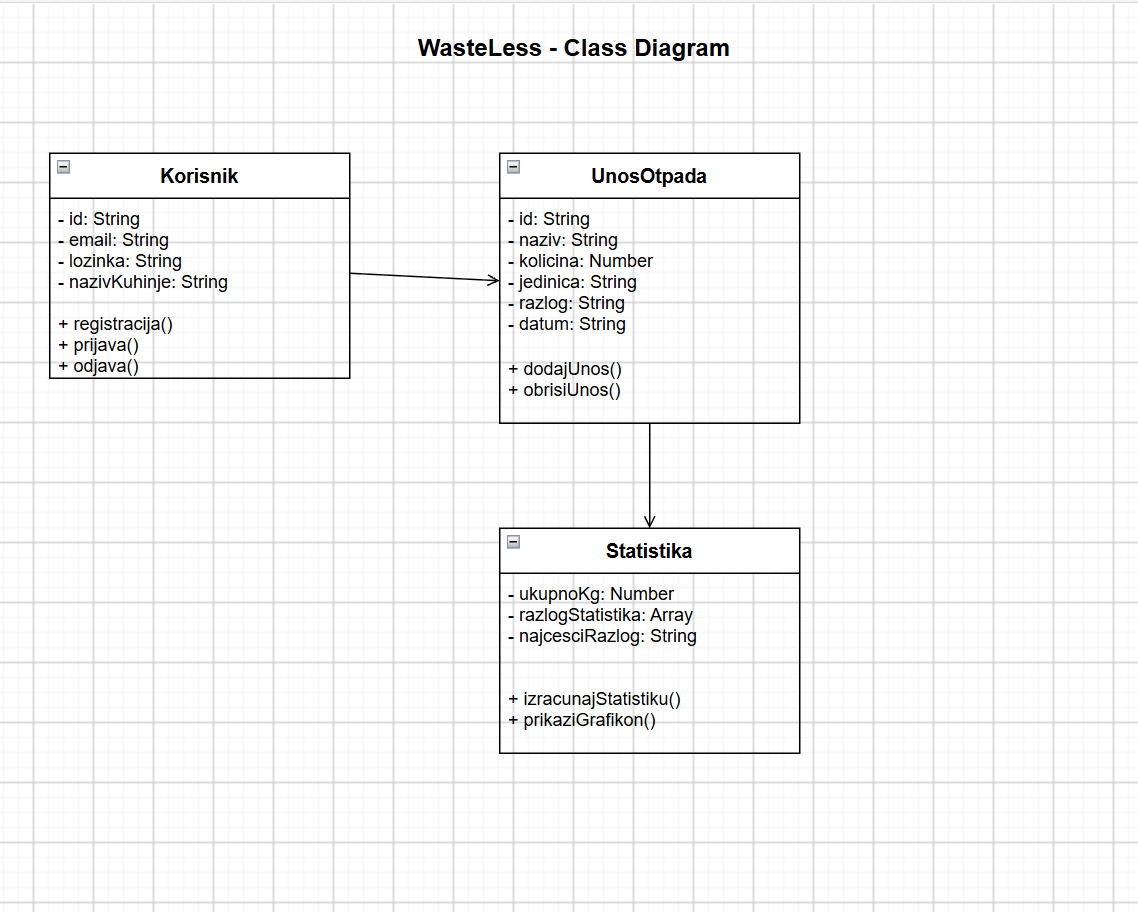 WasteLess - Class Diagram
Korisnik
- id: String
- email: String
- lozinka: String
- nazivKuhinje: String
+ registracija()
+ prijava()
+ odjava()
UnosOtpada
- id: String
- naziv: String
- kolicina: Number
- jedinica: String
- razlog: String
- datum: String
+ dodajUnos()
+ obrisiUnos()
Statistika
- ukupnoKg: Number
- razlogStatistika: Array
- najcesciRazlog: String
+ izracunajStatistiku()
+ prikaziGrafikon()